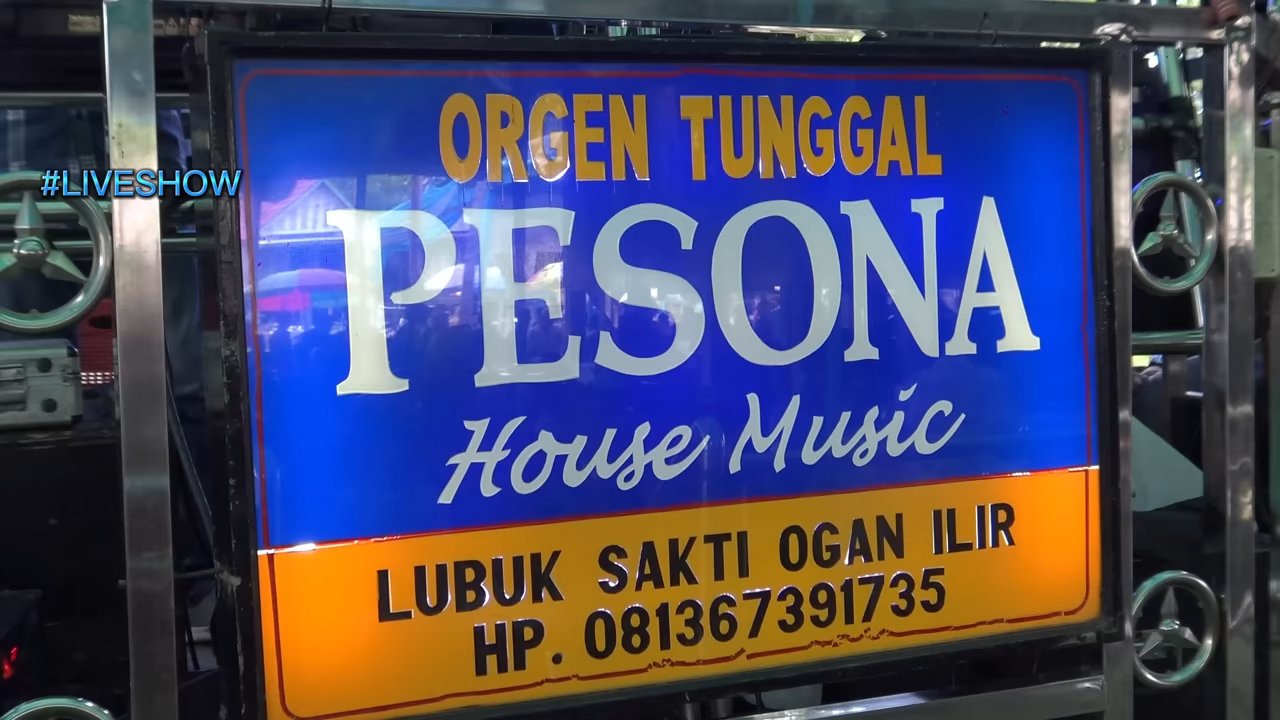 ORGEN TUNGGAL
#LIVESHOW
PESONA
House Music
LUBUK SAKTI OGAN ILIR
HP. 081367391735